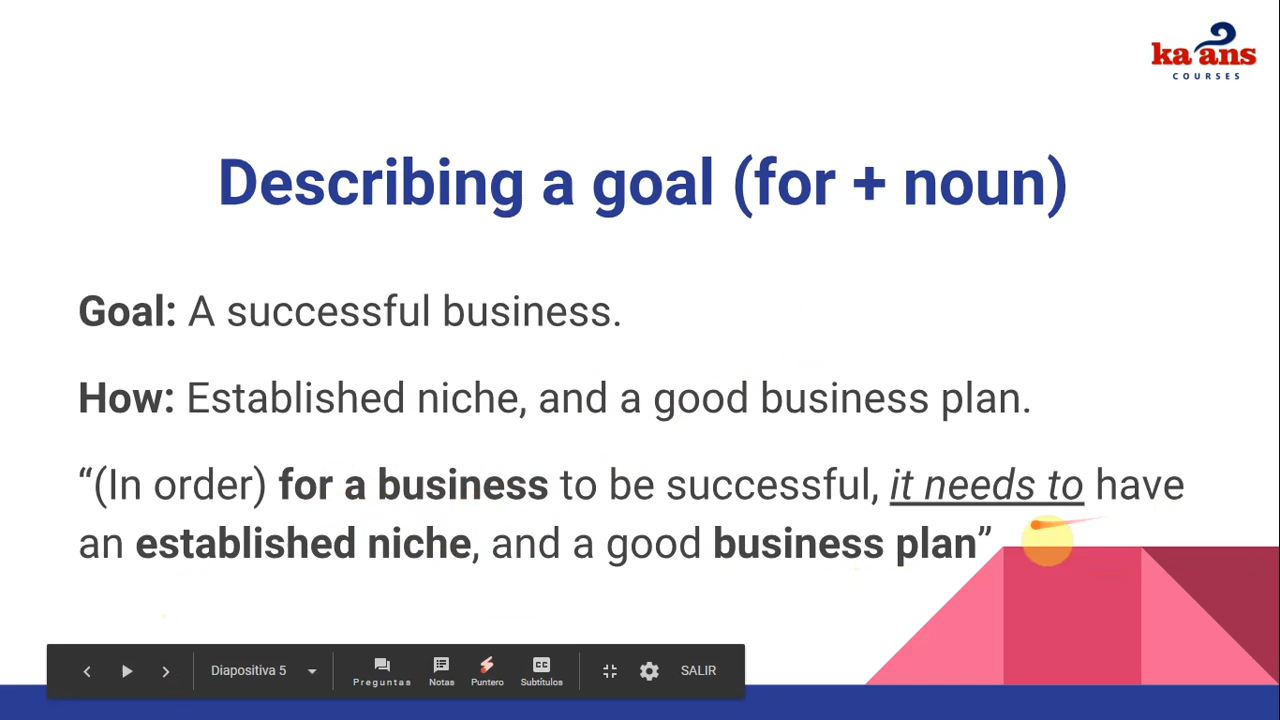 ka ans
COURSES
Describing a goal (for + noun)
Goal: A successful business.
How: Established niche, and a good business plan.
“(In order) for a business to be successful, it needs to have
an established niche, and a good business plan”
Diapositiva 5
Preguntas
Notas
Puntero
CC
Subtítulos
SALIR